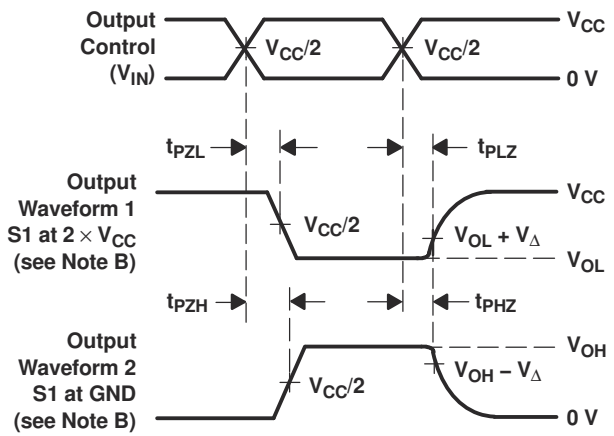 Output
Control
(V_IN)
V_CC/2
V_CC/2
V_CC
0 V
t_PZL
t_PLZ
Output
Waveform 1
S1 at 2 × V_CC
(see Note B)
V_CC/2
V_CC
V_OL + V_Δ
V_OL
t_PZH
t_PHZ
Output
Waveform 2
S1 at GND
(see Note B)
V_CC/2
V_OH
V_OH − V_Δ
0 V